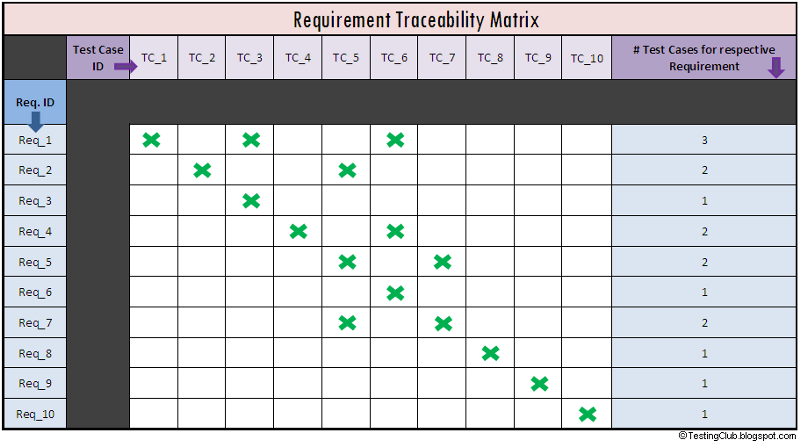 Requirement Traceability Matrix
Test Case ID TC_1 TC_2 TC_3 TC_4 TC_5 TC_6 TC_7 TC_8 TC_9 TC_10 # Test Cases for respective Requirement
Req. ID
Req_1 3
Req_2 2
Req_3 1
Req_4 2
Req_5 2
Req_6 1
Req_7 2
Req_8 1
Req_9 1
Req_10 1
©TestingClub.blogspot.com